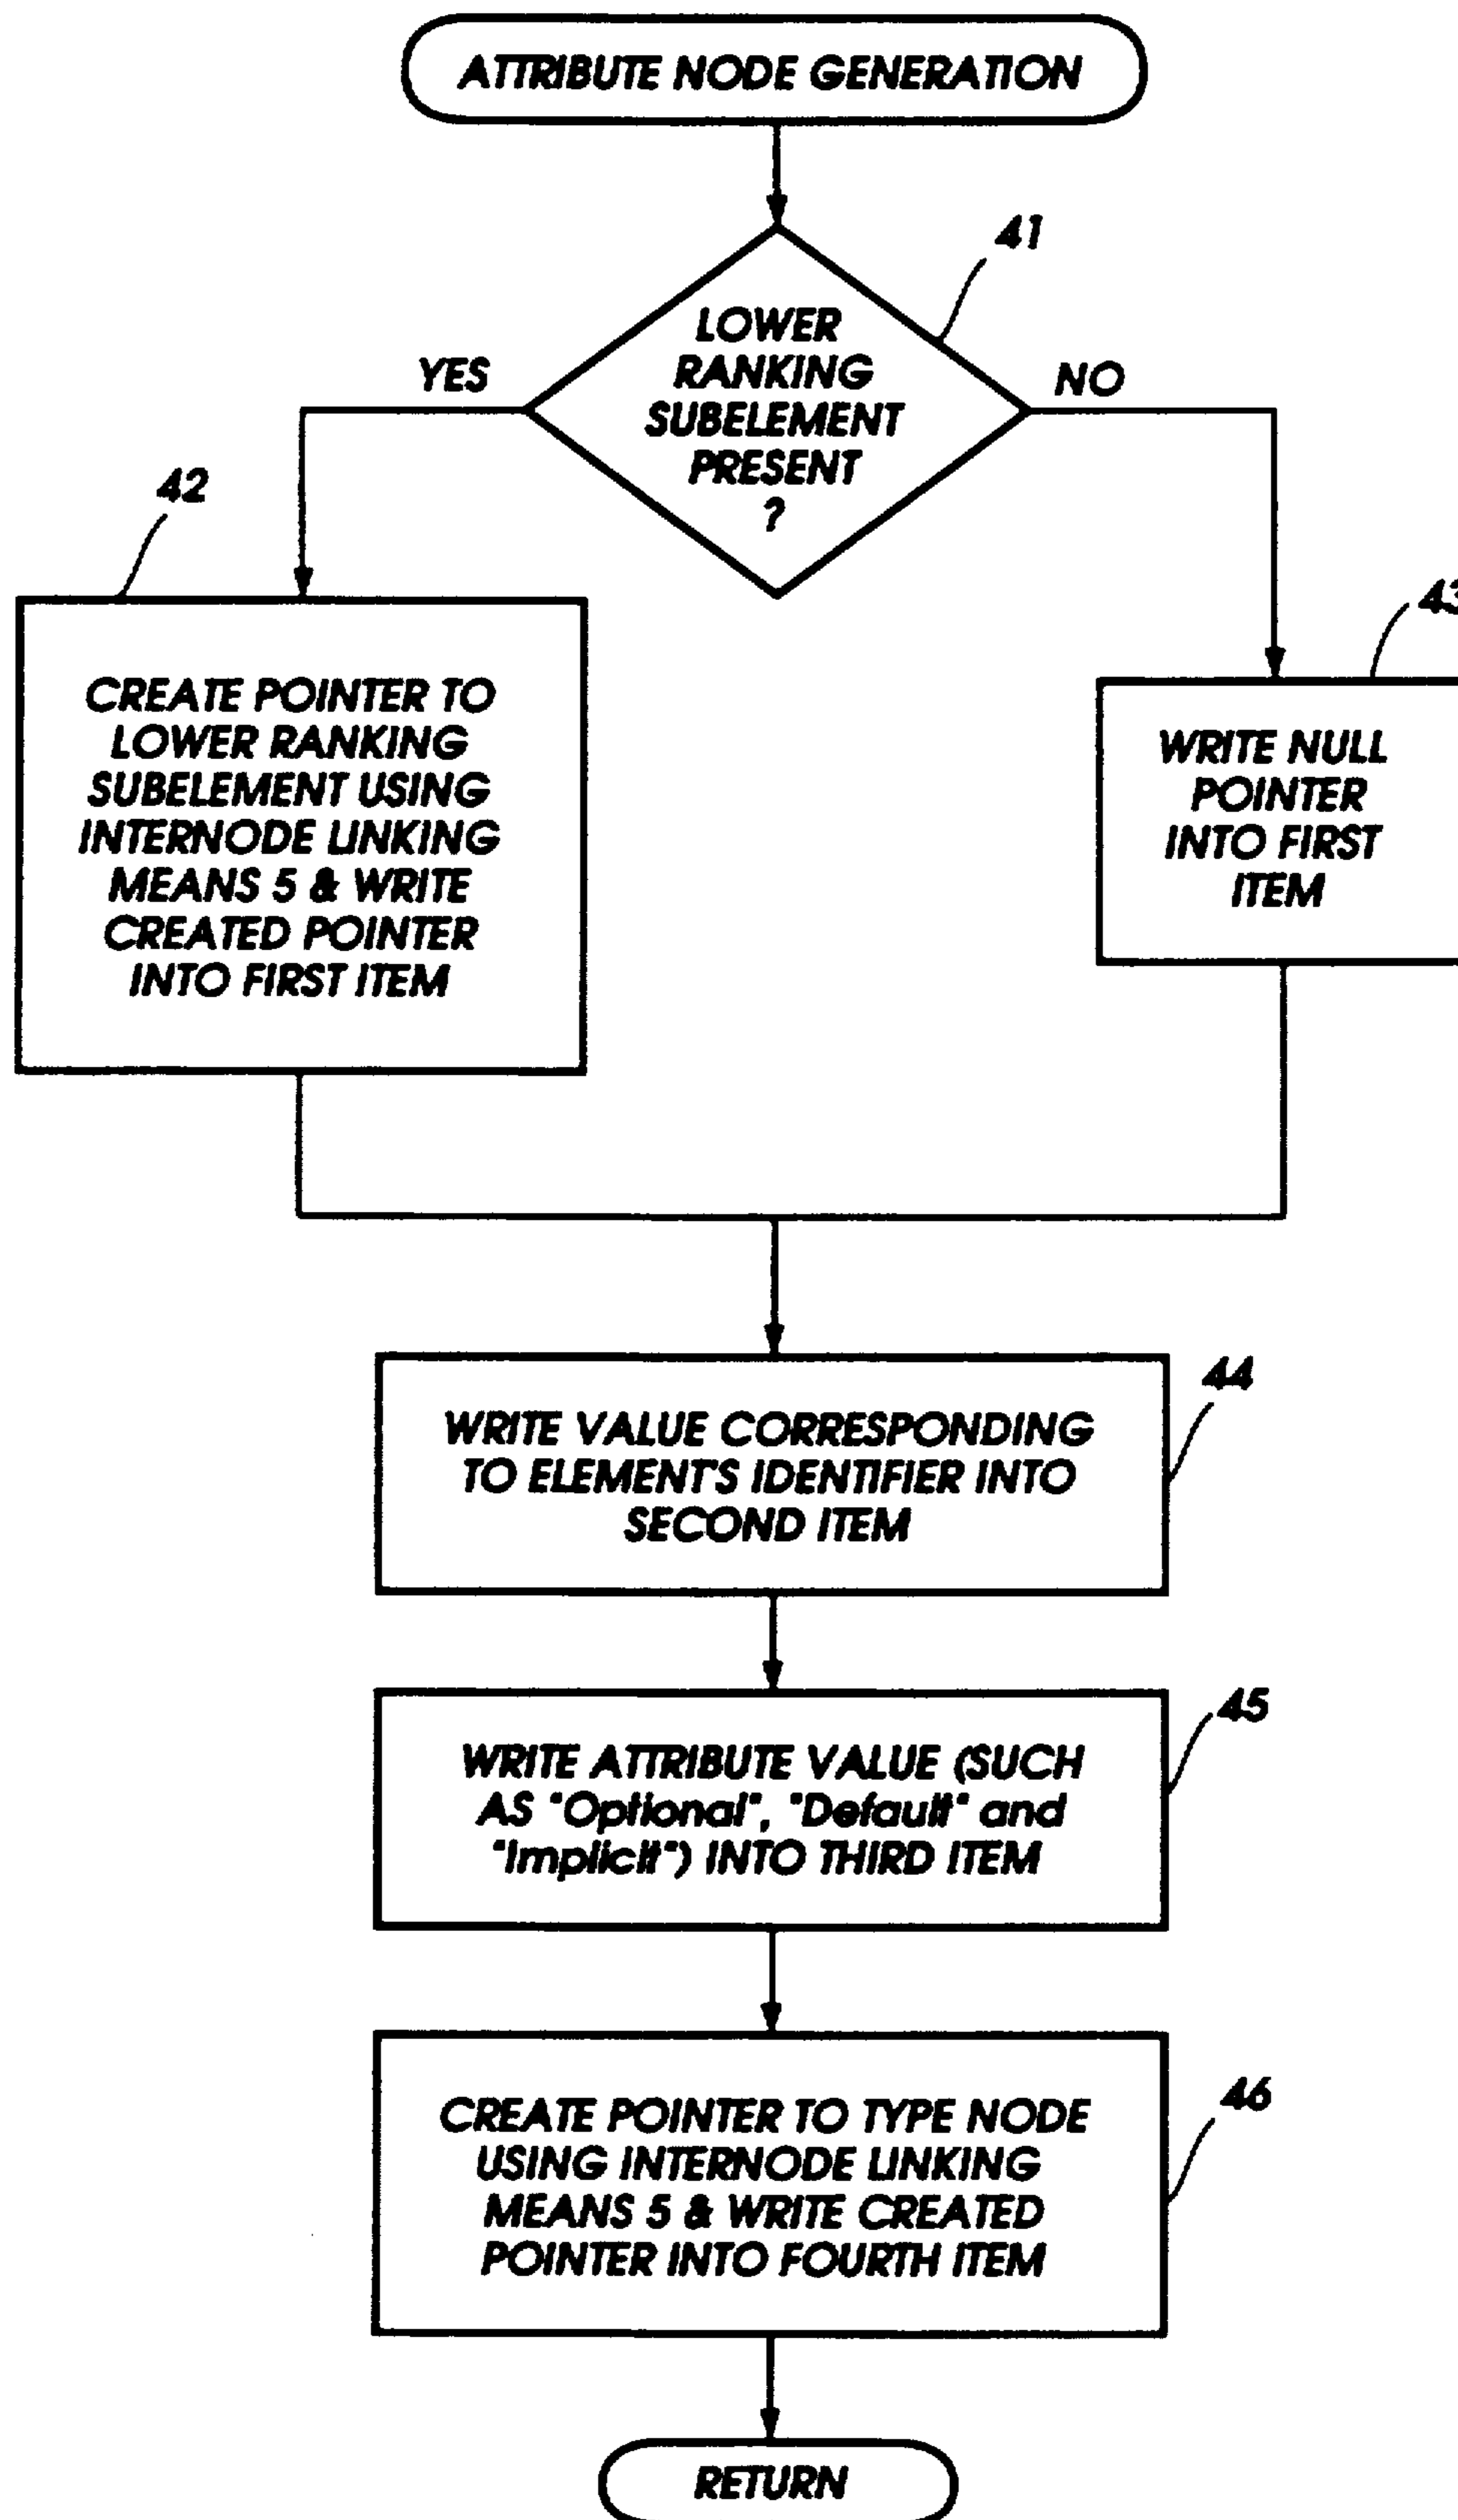 ATTRIBUTE NODE GENERATION
41
LOWER
RANKING
SUBELEMENT
PRESENT
?
YES
NO
42
CREATE POINTER TO
LOWER RANKING
SUBELEMENT USING
INTERNODE LINKING
MEANS 5 & WRITE
CREATED POINTER
INTO FIRST ITEM
43
WRITE NULL
POINTER
INTO FIRST
ITEM
44
WRITE VALUE CORRESPONDING
TO ELEMENT'S IDENTIFIER INTO
SECOND ITEM
45
WRITE ATTRIBUTE VALUE (SUCH
AS "Optional", "Default" and
"Implicit") INTO THIRD ITEM
46
CREATE POINTER TO TYPE NODE
USING INTERNODE LINKING
MEANS 5 & WRITE CREATED
POINTER INTO FOURTH ITEM
RETURN